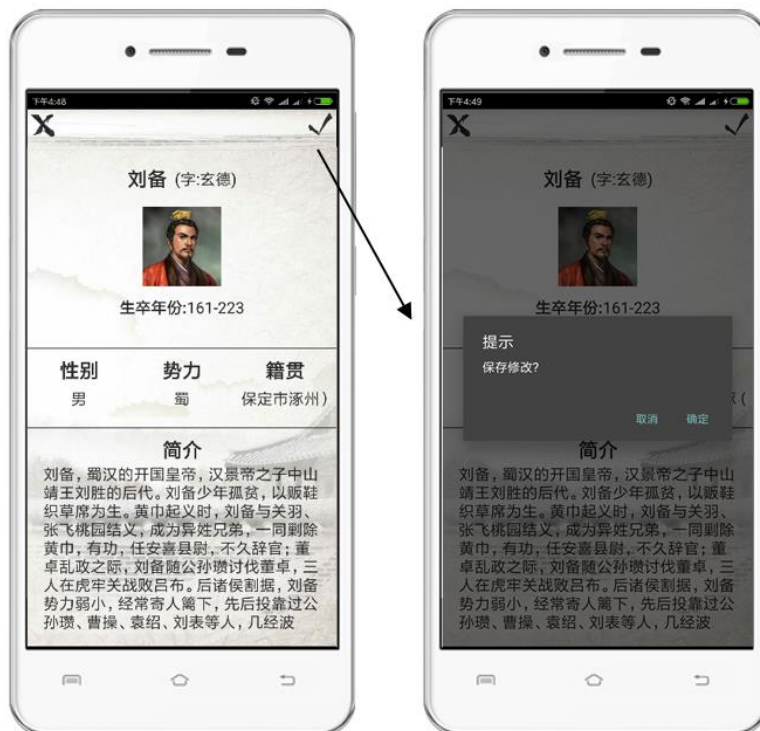 下午4:48
刘备 (字:玄德)
生卒年份:161-223
性别 势力 籍贯
男 蜀 保定市涿州)
简介
刘备，蜀汉的开国皇帝，汉景帝之子中山
靖王刘胜的后代。刘备少年孤贫，以贩鞋
织草席为生。黄巾起义时，刘备与关羽、
张飞桃园结义，成为异姓兄弟，一同剿除
黄巾，有功，任安喜县尉，不久辞官；董
卓乱政之际，刘备随公孙瓒讨伐董卓，三
人在虎牢关战败吕布。后诸侯割据，刘备
势力弱小，经常寄人篱下，先后投靠过公
孙瓒、曹操、袁绍、刘表等人，几经波
下午4:49
刘备 (字:玄德)
生卒年份:161-223
提示
保存修改?
取消 确定
简介
刘备，蜀汉的开国皇帝，汉景帝之子中山
靖王刘胜的后代。刘备少年孤贫，以贩鞋
织草席为生。黄巾起义时，刘备与关羽、
张飞桃园结义，成为异姓兄弟，一同剿除
黄巾，有功，任安喜县尉，不久辞官；董
卓乱政之际，刘备随公孙瓒讨伐董卓，三
人在虎牢关战败吕布。后诸侯割据，刘备
势力弱小，经常寄人篱下，先后投靠过公
孙瓒、曹操、袁绍、刘表等人，几经波